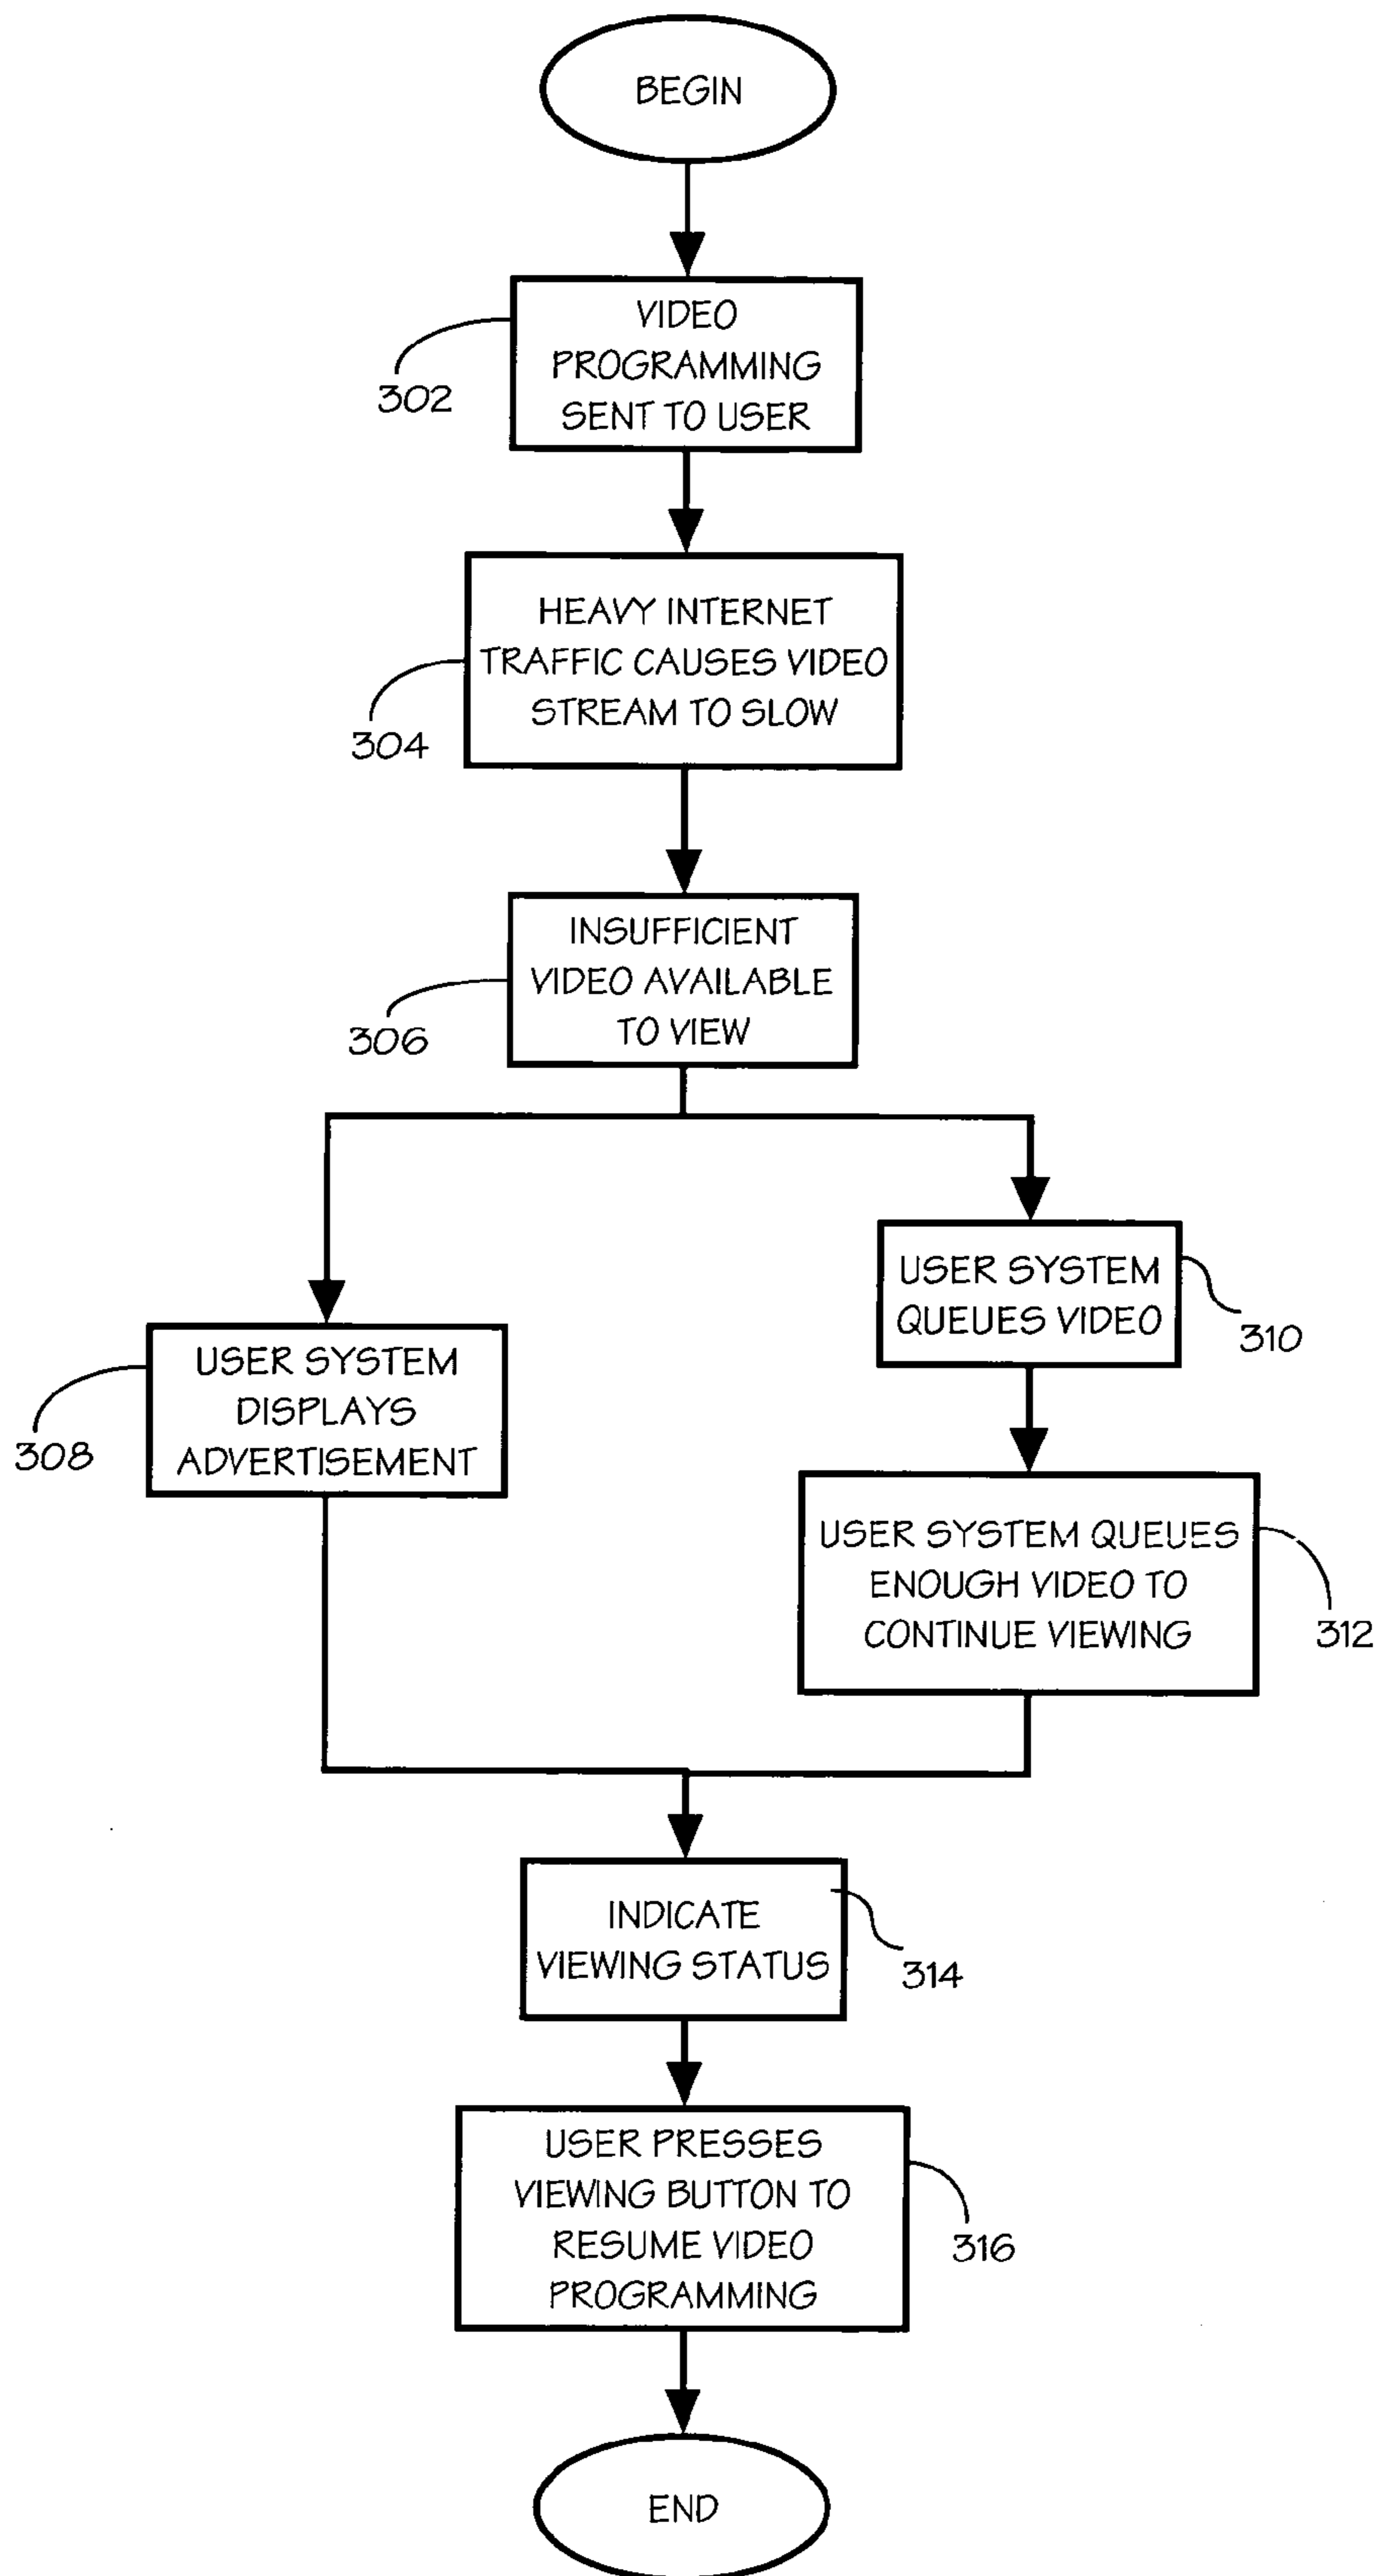 BEGIN
VIDEO
PROGRAMMING
SENT TO USER
302
HEAVY INTERNET
TRAFFIC CAUSES VIDEO
STREAM TO SLOW
304
INSUFFICIENT
VIDEO AVAILABLE
TO VIEW
306
USER SYSTEM
DISPLAYS
ADVERTISEMENT
308
USER SYSTEM
QUEUES VIDEO
310
USER SYSTEM QUEUES
ENOUGH VIDEO TO
CONTINUE VIEWING
312
INDICATE
VIEWING STATUS
314
USER PRESSES
VIEWING BUTTON TO
RESUME VIDEO
PROGRAMMING
316
END